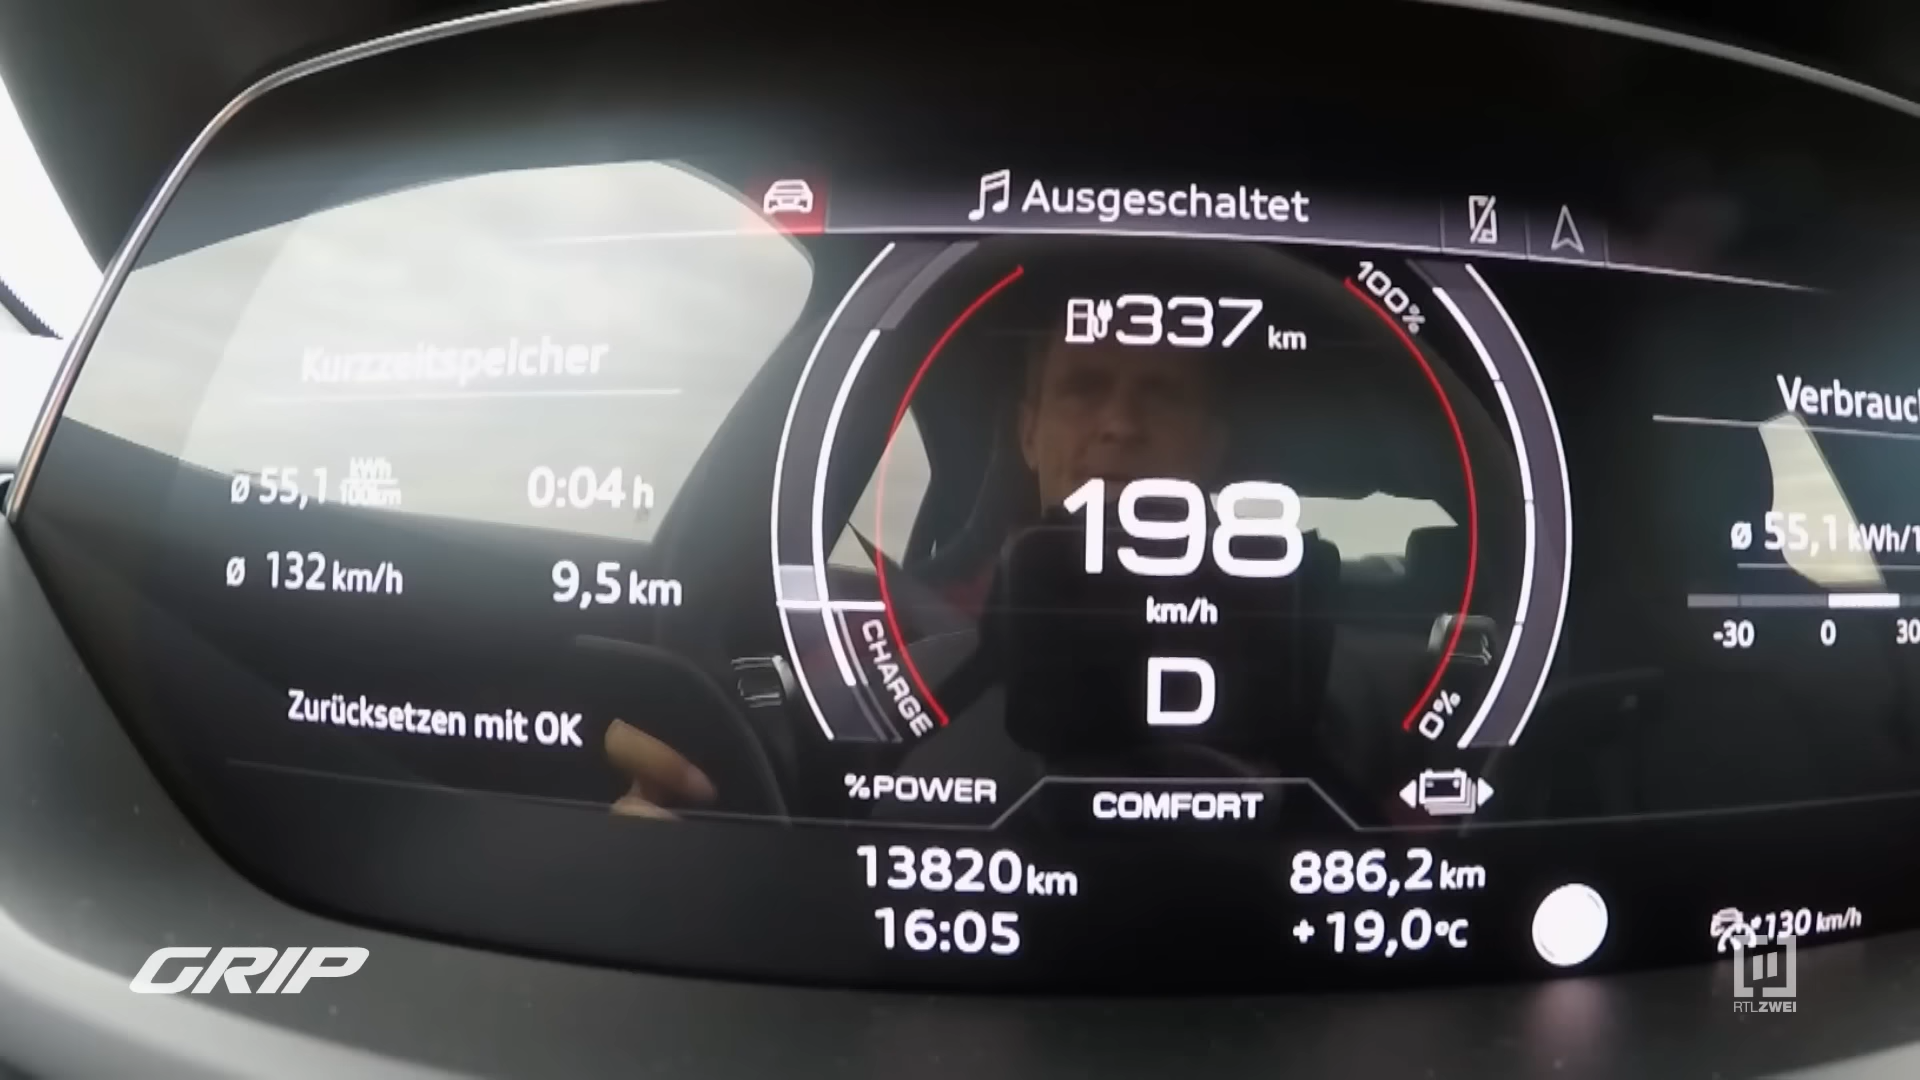 Ausgeschaltet
100%
337 km
Kurzzeitspeicher
Verbrauc
ø 55,1 kWh/100km 0:04 h
198
km/h
ø 55,1 kWh/1
ø 132 km/h 9,5 km
-30 0 30
CHARGE
D
0%
Zurücksetzen mit OK
% POWER
COMFORT
13820 km 886,2 km
16:05 +19,0°C
130 km/h
GRIP
RTLZWEI